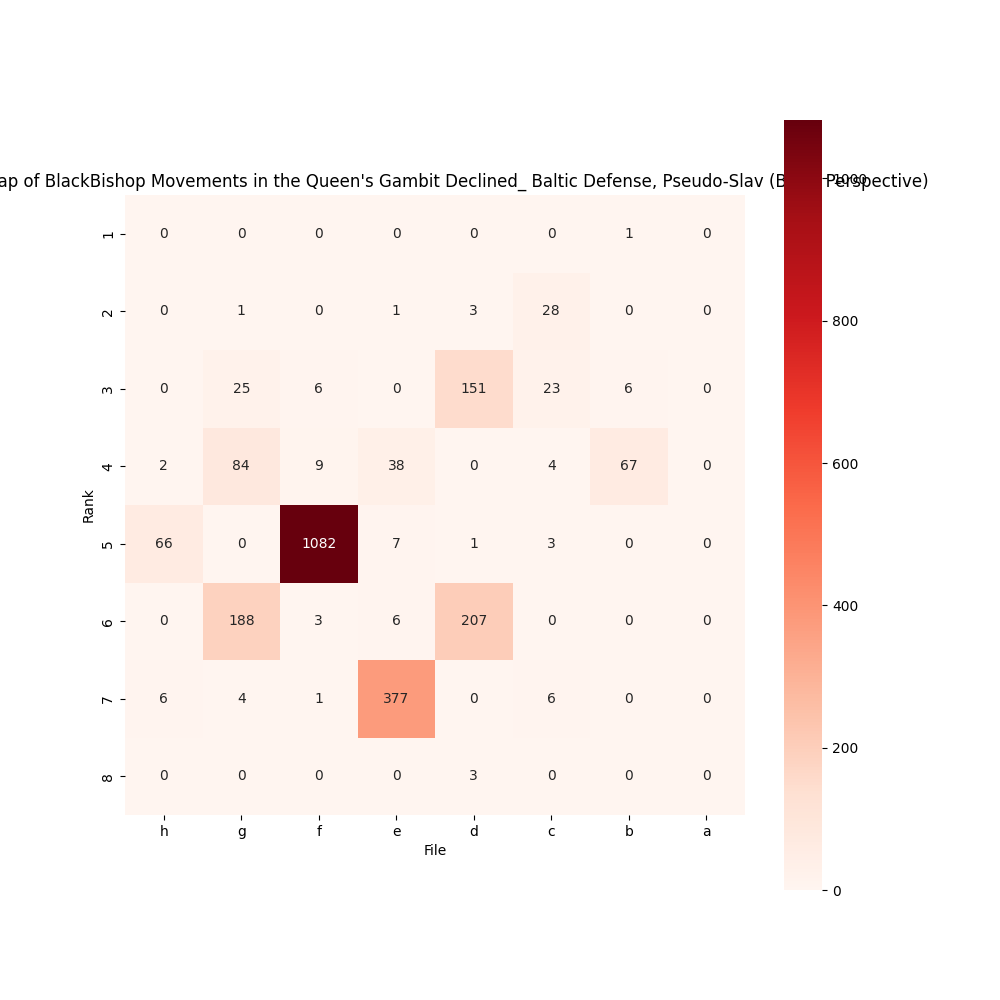 ap of BlackBishop Movements in the Queen's Gambit Declined_ Baltic Defense, Pseudo-Slav (B Perspective)
1000
1 0 0 0 0 0 0 1 0
2 0 1 0 1 3 28 0 0
800
3 0 25 6 0 151 23 6 0
600
4 2 84 9 38 0 4 67 0
Rank
5 66 0 1082 7 1 3 0 0
400
6 0 188 3 6 207 0 0 0
7 6 4 1 377 0 6 0 0
200
8 0 0 0 0 3 0 0 0
h g f e d c b a
File
0